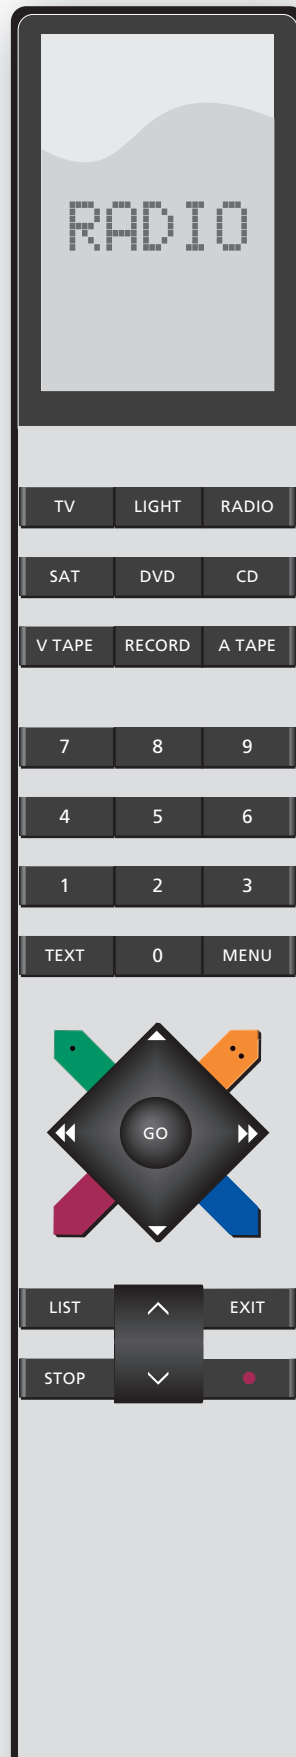 RADIO
TV LIGHT RADIO
SAT DVD CD
V TAPE RECORD A TAPE
7 8 9
4 5 6
1 2 3
TEXT 0 MENU
GO
LIST EXIT
STOP